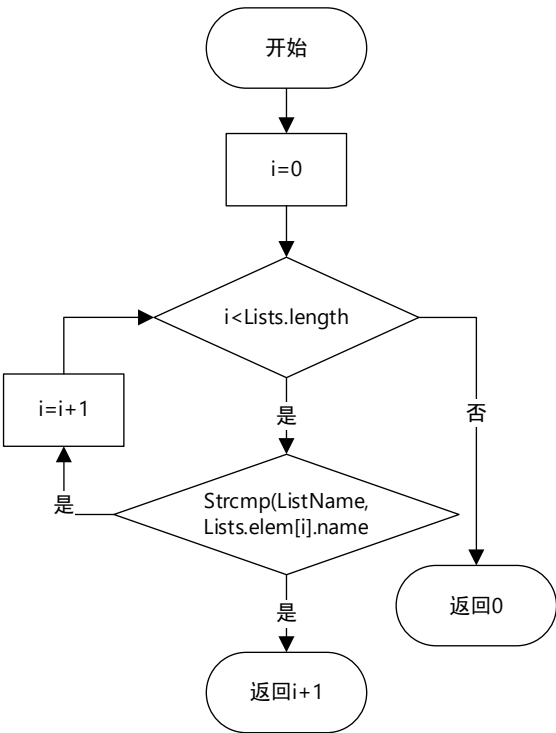 开始
i=0
i<Lists.length
i=i+1
是
否
Strcmp(ListName,
Lists.elem[i].name
是
是
返回0
返回i+1